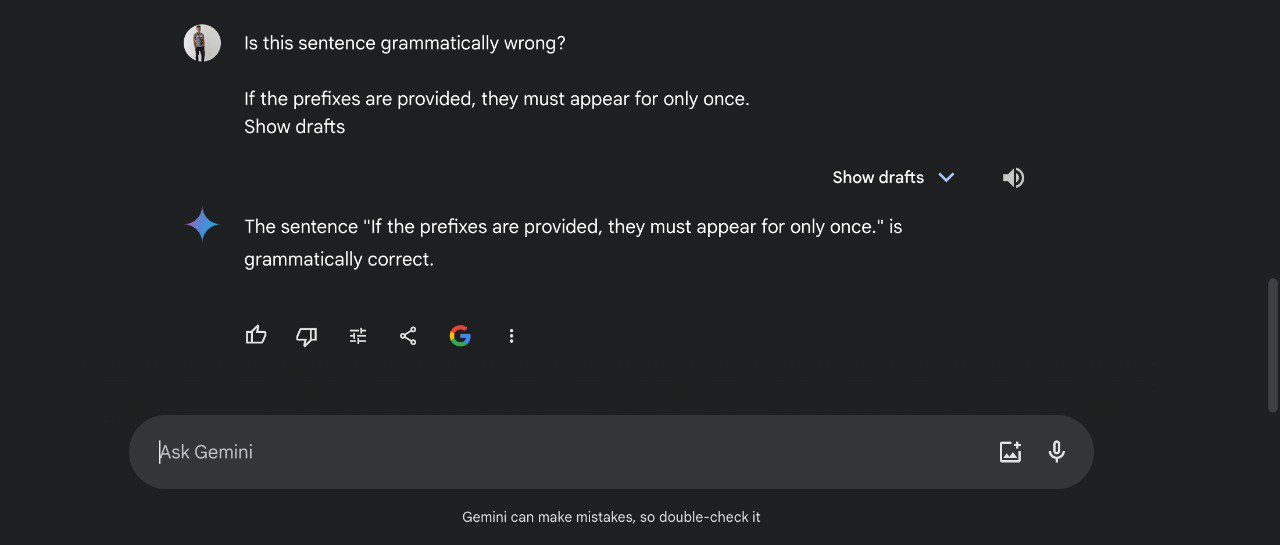 Is this sentence grammatically wrong?
If the prefixes are provided, they must appear for only once.
Show drafts
Show drafts
The sentence "If the prefixes are provided, they must appear for only once." is
grammatically correct.
Ask Gemini
Gemini can make mistakes, so double-check it